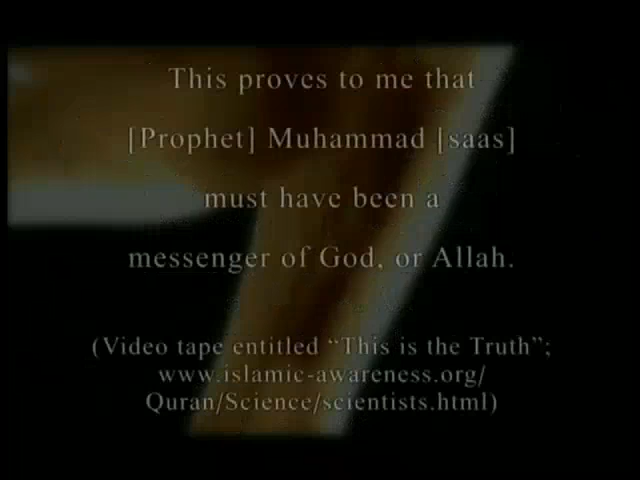 This proves to me that
[Prophet] Muhammad [saas]
must have been a
messenger of God, or Allah.
(Video tape entitled “This is the Truth”;
www.islamic-awareness.org/
Quran/Science/scientists.html)